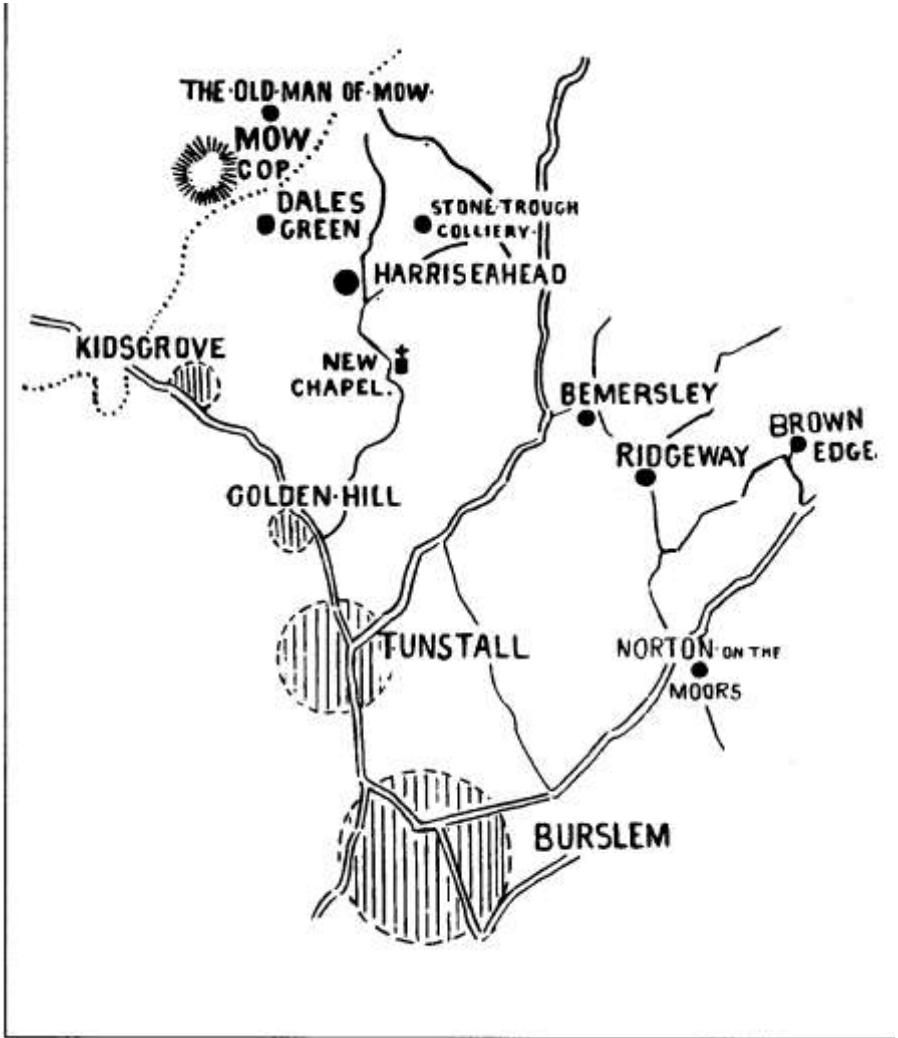 THE·OLD·MAN OF·MOW·
MOW
COP
DALES
GREEN
STONE·TROUGH
COLLIERY·
HARRISEAHEAD
KIDSGROVE
NEW
CHAPEL.
BEMERSLEY
BROWN
EDGE.
RIDGEWAY
GOLDEN·HILL
TUNSTALL
NORTON·ON THE
MOORS
BURSLEM